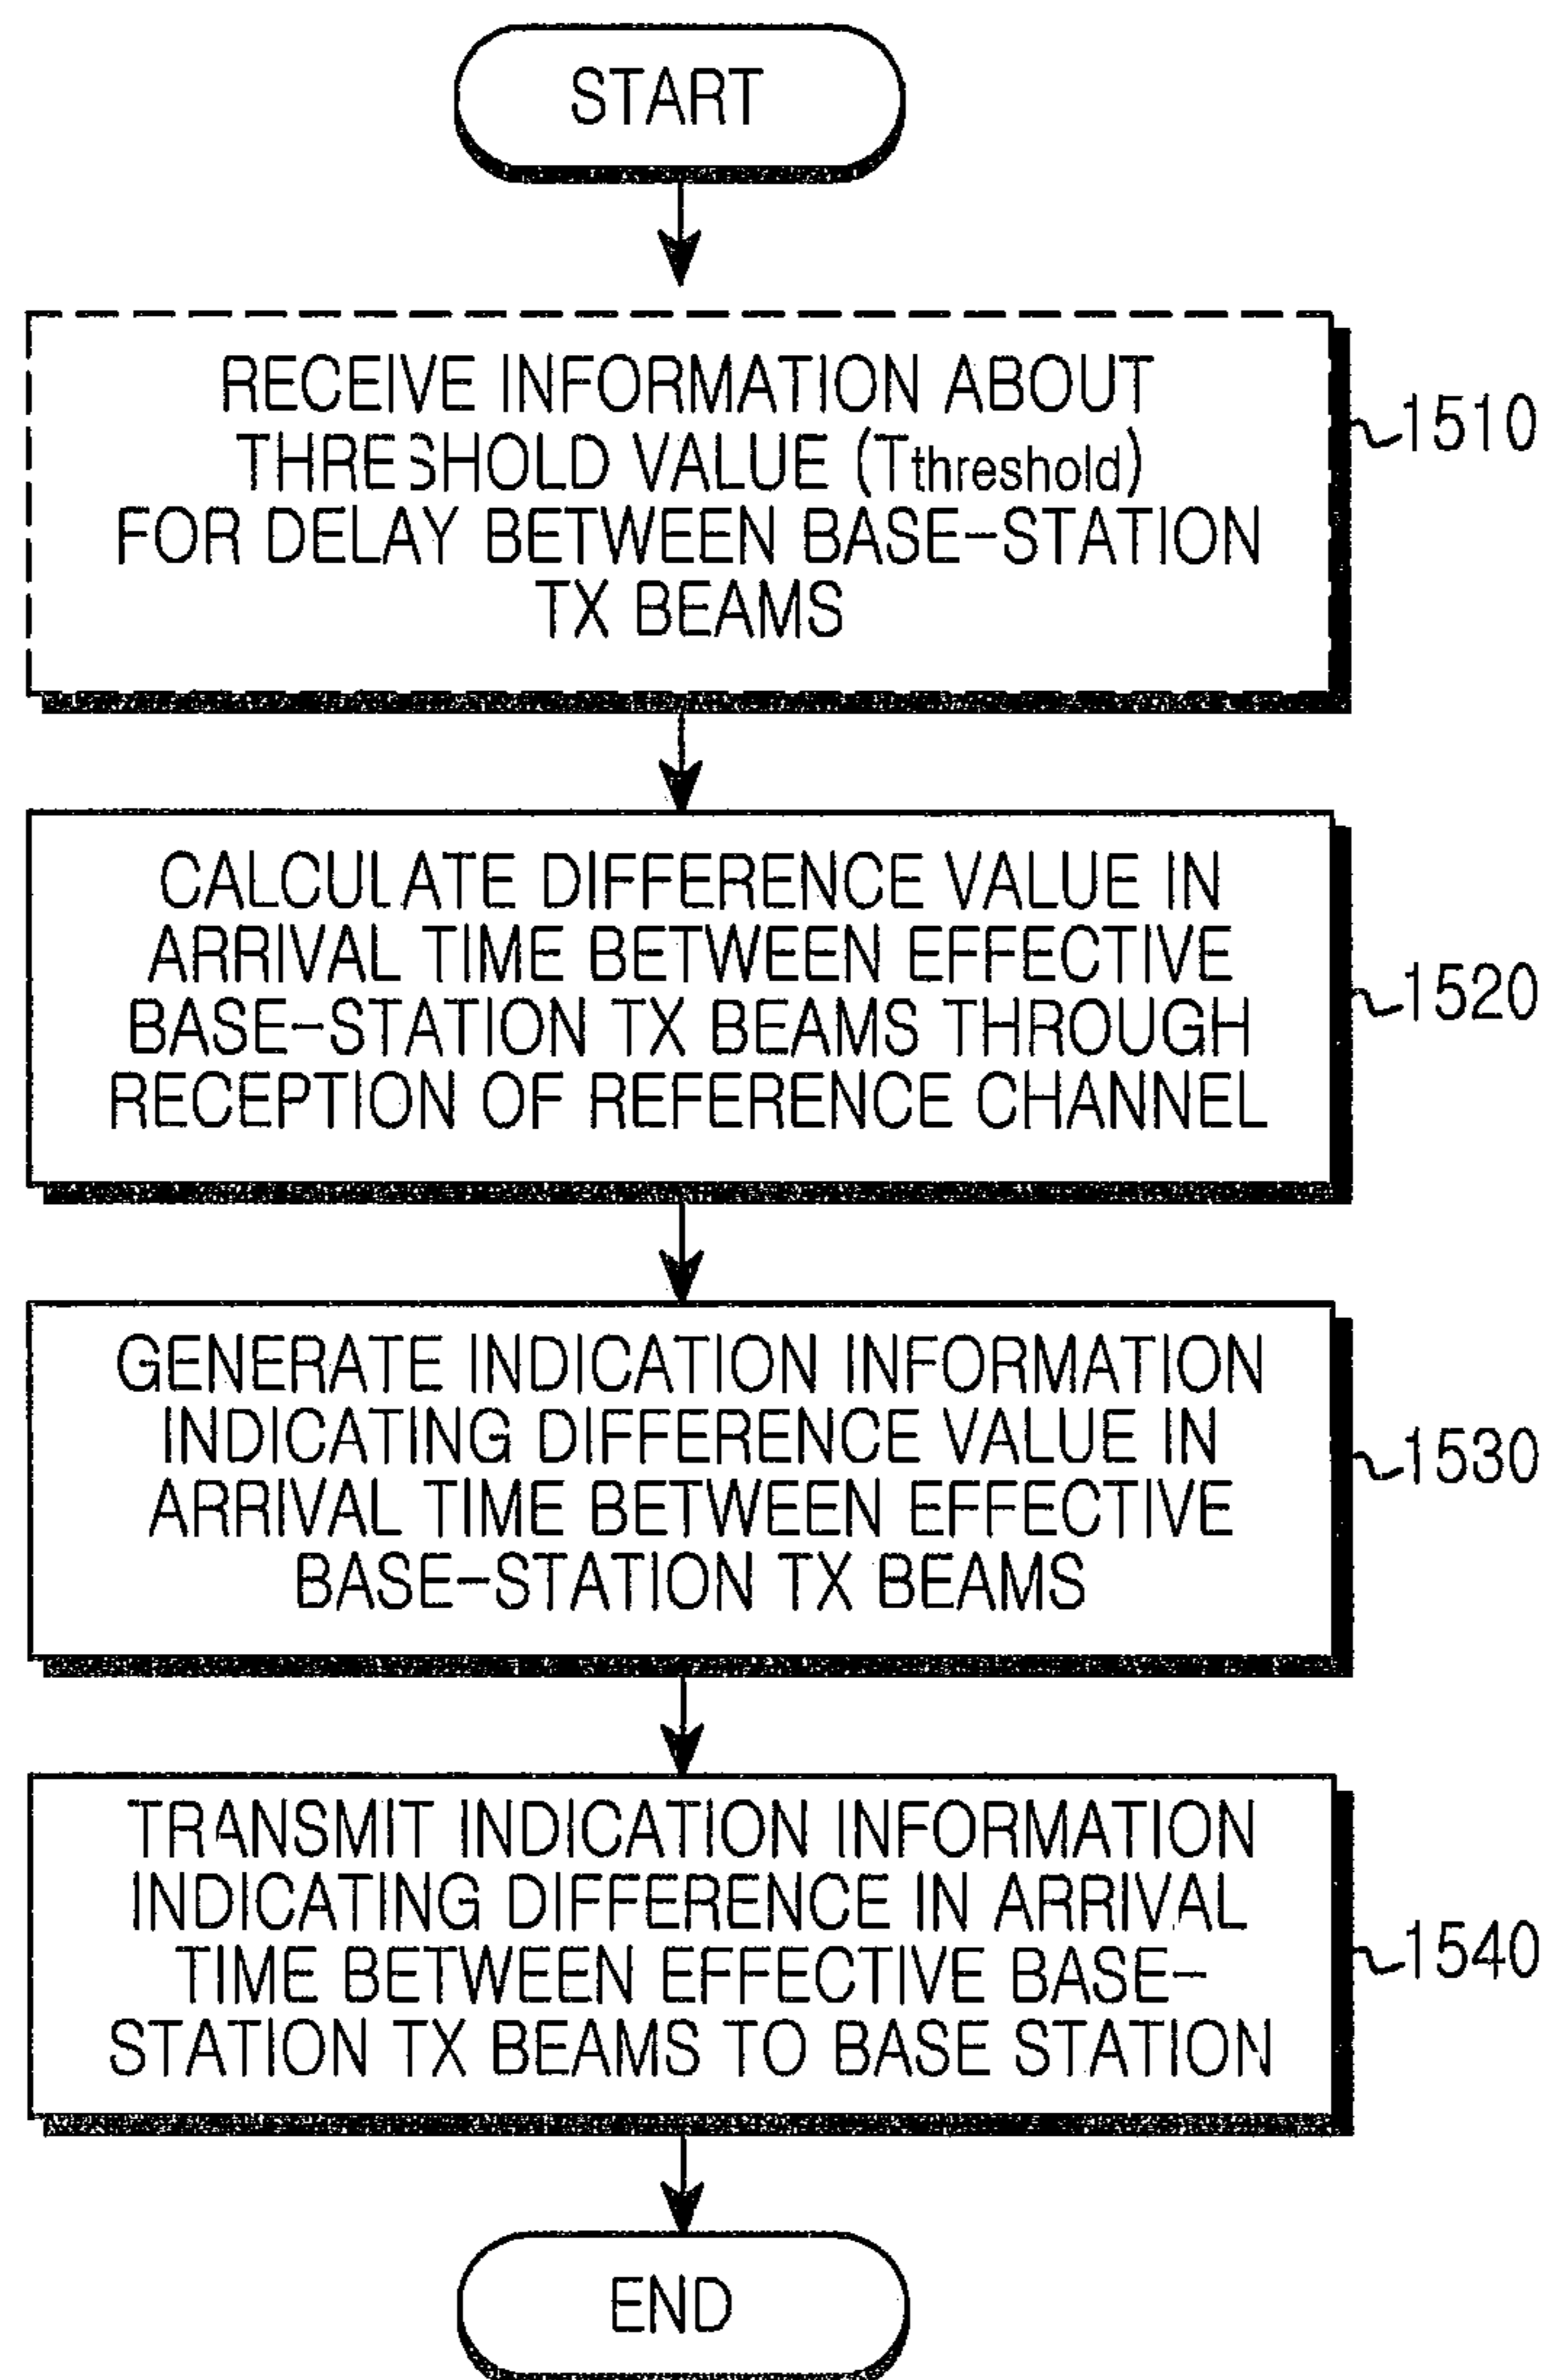 START
RECEIVE INFORMATION ABOUT
THRESHOLD VALUE (Tthreshold)
FOR DELAY BETWEEN BASE-STATION
TX BEAMS
1510
CALCULATE DIFFERENCE VALUE IN
ARRIVAL TIME BETWEEN EFFECTIVE
BASE-STATION TX BEAMS THROUGH
RECEPTION OF REFERENCE CHANNEL
1520
GENERATE INDICATION INFORMATION
INDICATING DIFFERENCE VALUE IN
ARRIVAL TIME BETWEEN EFFECTIVE
BASE-STATION TX BEAMS
1530
TRANSMIT INDICATION INFORMATION
INDICATING DIFFERENCE IN ARRIVAL
TIME BETWEEN EFFECTIVE BASE-
STATION TX BEAMS TO BASE STATION
1540
END